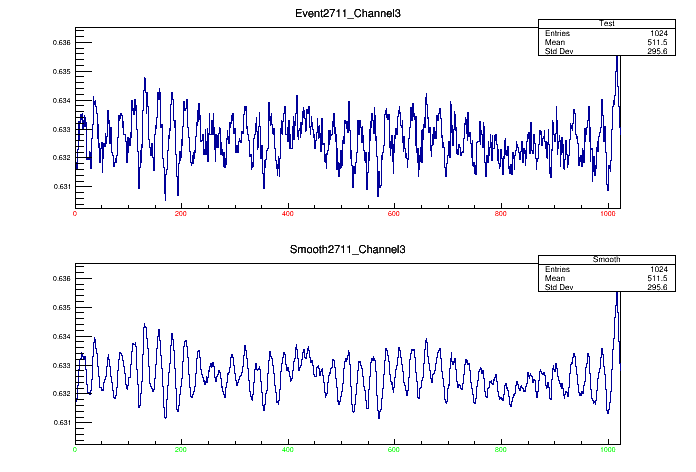 Event2711_Channel3
Test
Entries 1024
Mean 511.5
Std Dev 295.6
0.636
0.635
0.634
0.633
0.632
0.631
0 200 400 600 800 1000
Smooth2711_Channel3
Smooth
Entries 1024
Mean 511.5
Std Dev 295.6
0.636
0.635
0.634
0.633
0.632
0.631
0 200 400 600 800 1000